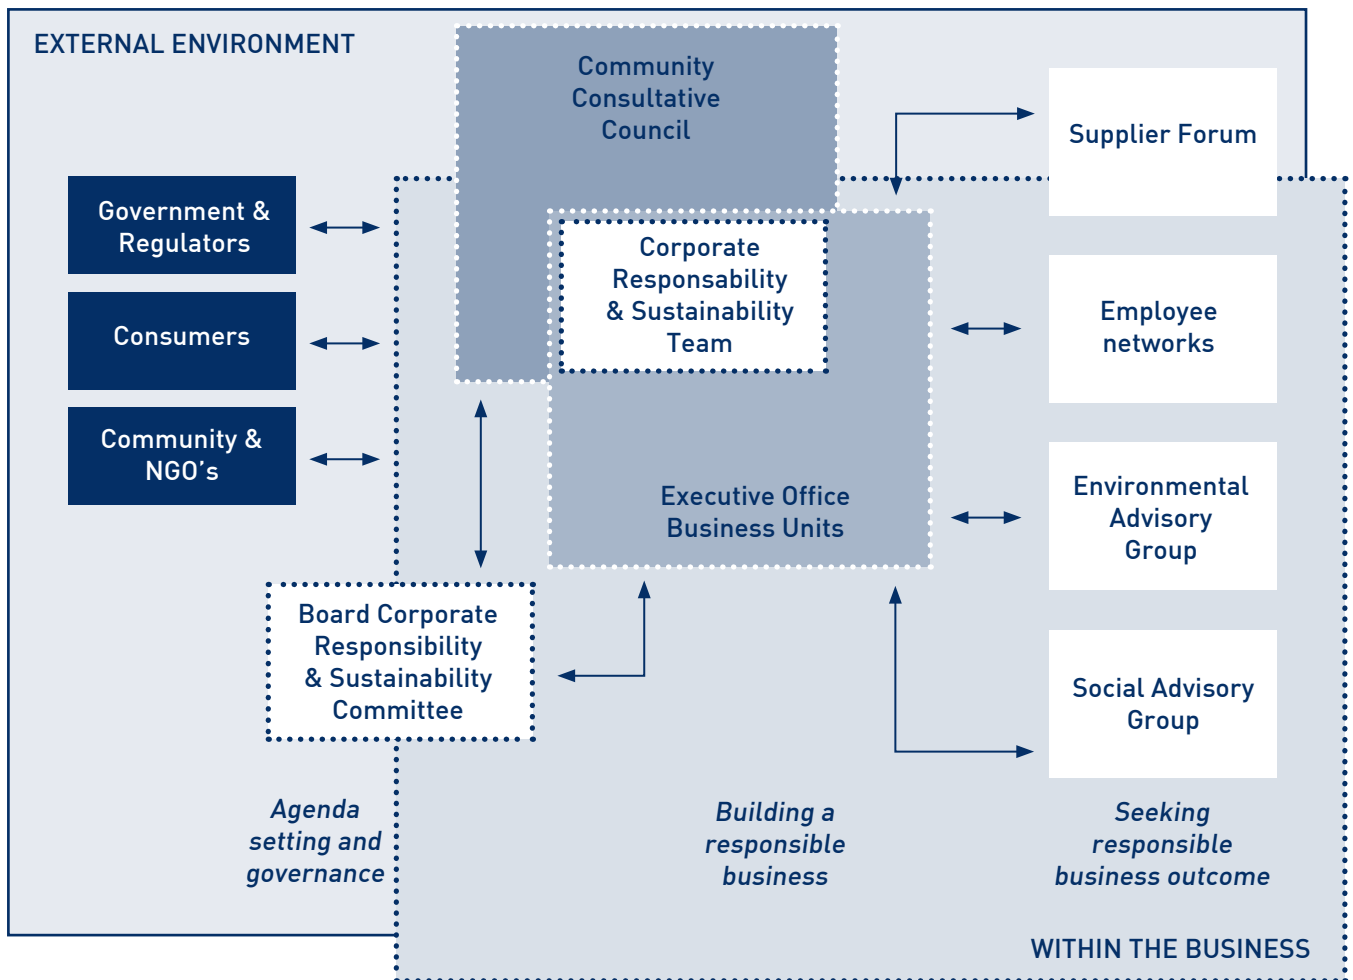 EXTERNAL ENVIRONMENT
Community
Consultative
Council
Supplier Forum
Government &
Regulators
Corporate
Responsability
& Sustainability
Team
Consumers
Employee
networks
Community &
NGO’s
Executive Office
Business Units
Environmental
Advisory
Group
Board Corporate
Responsibility
& Sustainability
Committee
Social Advisory
Group
Agenda
setting and
governance
Building a
responsible
business
Seeking
responsible
business outcome
WITHIN THE BUSINESS